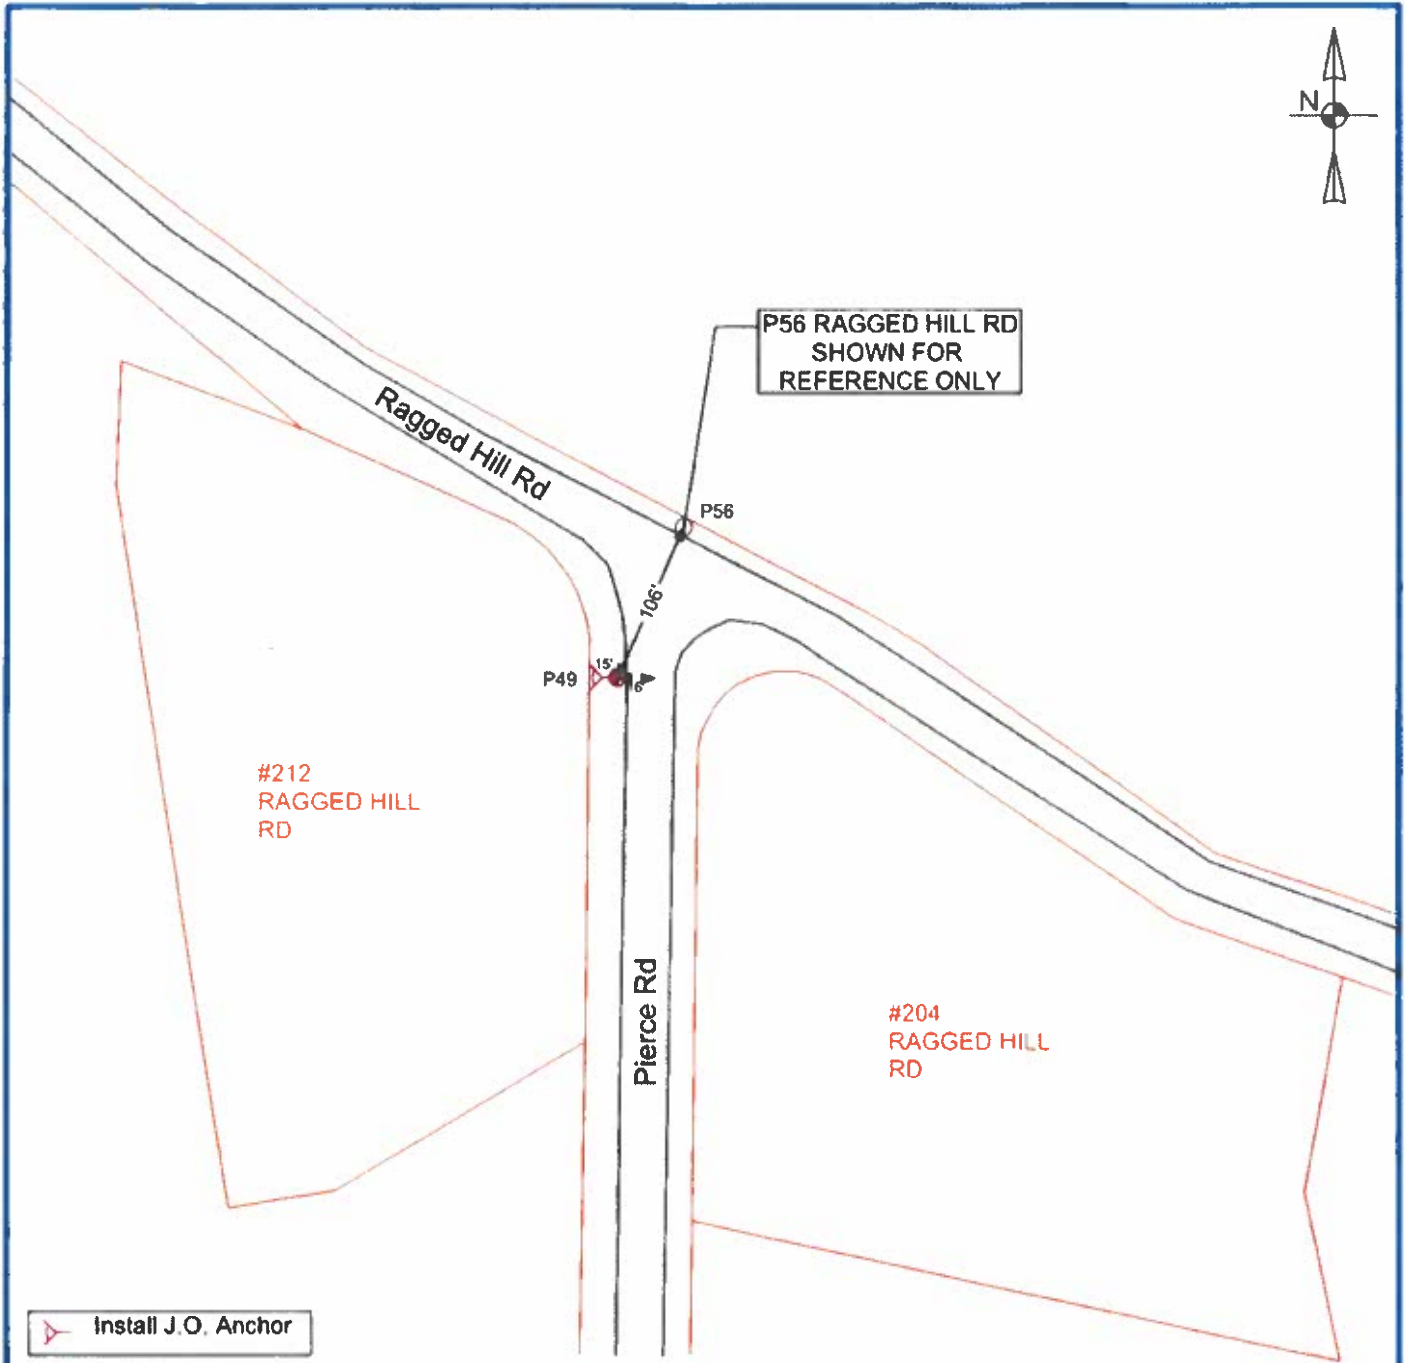 N
P56 RAGGED HILL RD
SHOWN FOR
REFERENCE ONLY
Ragged Hill Rd
P56
106'
15'
P49
6'
#212
RAGGED HILL
RD
Pierce Rd
#204
RAGGED HILL
RD
Install J.O. Anchor